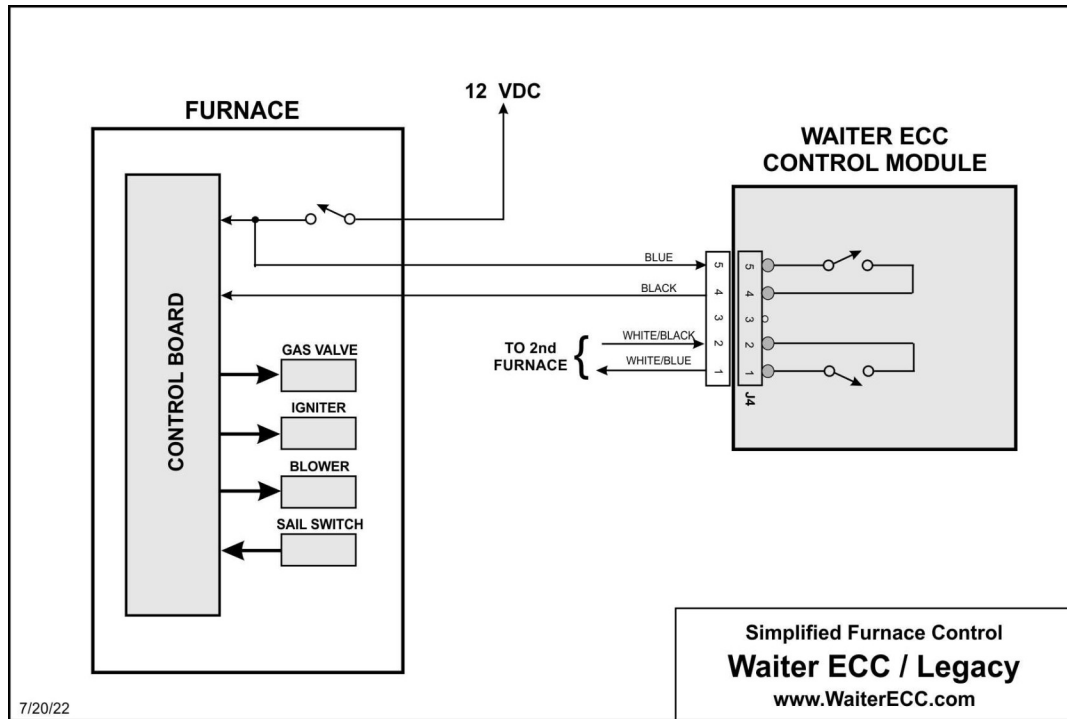 12 VDC
FURNACE
WAITER ECC
CONTROL MODULE
CONTROL BOARD
BLUE
BLACK
WHITE/BLACK
WHITE/BLUE
TO 2nd
FURNACE
5
4
3
2
1
5
4
3
2
1
J4
GAS VALVE
IGNITER
BLOWER
SAIL SWITCH
Simplified Furnace Control
Waiter ECC / Legacy
www.WaiterECC.com
7/20/22